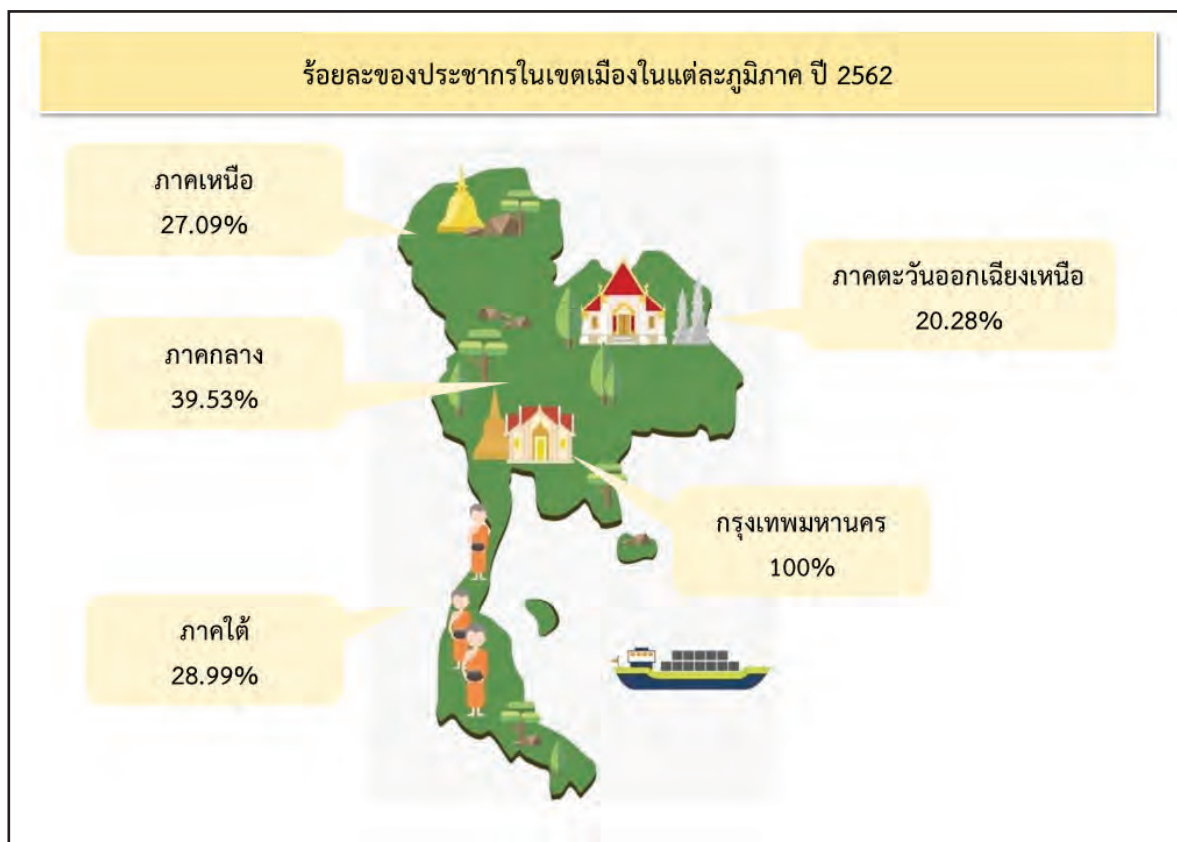 ร้อยละของประชากรในเขตเมืองในแต่ละภูมิภาค ปี 2562
ภาคเหนือ
27.09%
ภาคตะวันออกเฉียงเหนือ
20.28%
ภาคกลาง
39.53%
กรุงเทพมหานคร
100%
ภาคใต้
28.99%